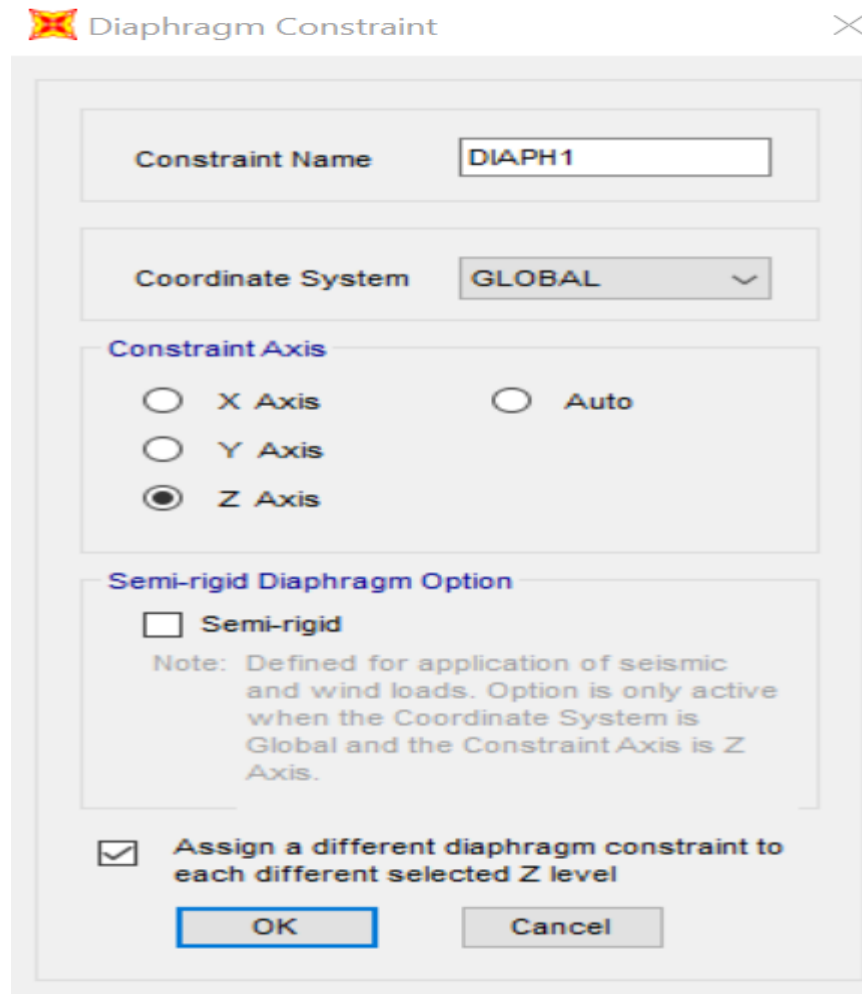 Diaphragm Constraint
Constraint Name DIAPH1
Coordinate System GLOBAL
Constraint Axis
X Axis Auto
Y Axis
Z Axis
Semi-rigid Diaphragm Option
Semi-rigid
Note: Defined for application of seismic
and wind loads. Option is only active
when the Coordinate System is
Global and the Constraint Axis is Z
Axis.
Assign a different diaphragm constraint to
each different selected Z level
OK Cancel